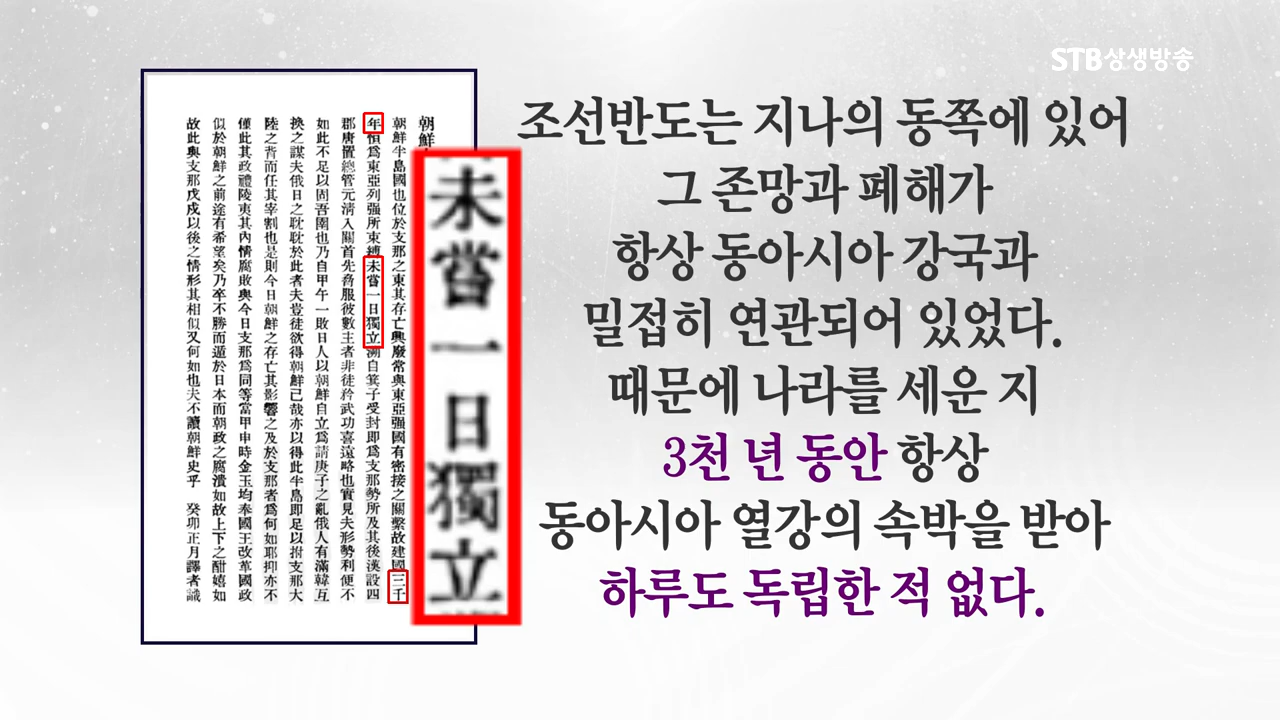 STB상생방송
朝鮮
朝鮮半島國也位於支那之東其存亡興廢常與東亞强國有密接之關繫故建國三千
年恒爲東亞列强所束縛未嘗一日獨立溯自箕子受封即爲支那勢所及其後漢設四
郡唐置總管元淸入關首先脅服彼數主者非徒矜武功喜遠略也實見夫形勢利便不
如此不足以固吾圉也乃自甲午一敗日人以朝鮮自立爲請庚子之亂俄人有滿韓互
換之謀夫俄日之耽耽於此者夫豈徒欲得朝鮮已哉亦以得此半島即足以拊支那大
陸之背而任其宰割也是則今日朝鮮之存亡其影響之及於支那者爲何如耶抑亦不
僅此其政禮陵夷其內情腐敗與今日支那爲同等當甲申時金玉均奉國王改革國政
似於朝鮮之前途有希望矣乃卒不勝而遁於日本而朝政之腐潰如故上下之酣嬉如
故此與支那戊戌以後之情形其相似又何如也夫不讀朝鮮史乎 癸卯正月譯者識
未嘗一日獨立
조선반도는 지나의 동쪽에 있어
그 존망과 폐해가
항상 동아시아 강국과
밀접히 연관되어 있었다.
때문에 나라를 세운 지
3천 년 동안 항상
동아시아 열강의 속박을 받아
하루도 독립한 적 없다.